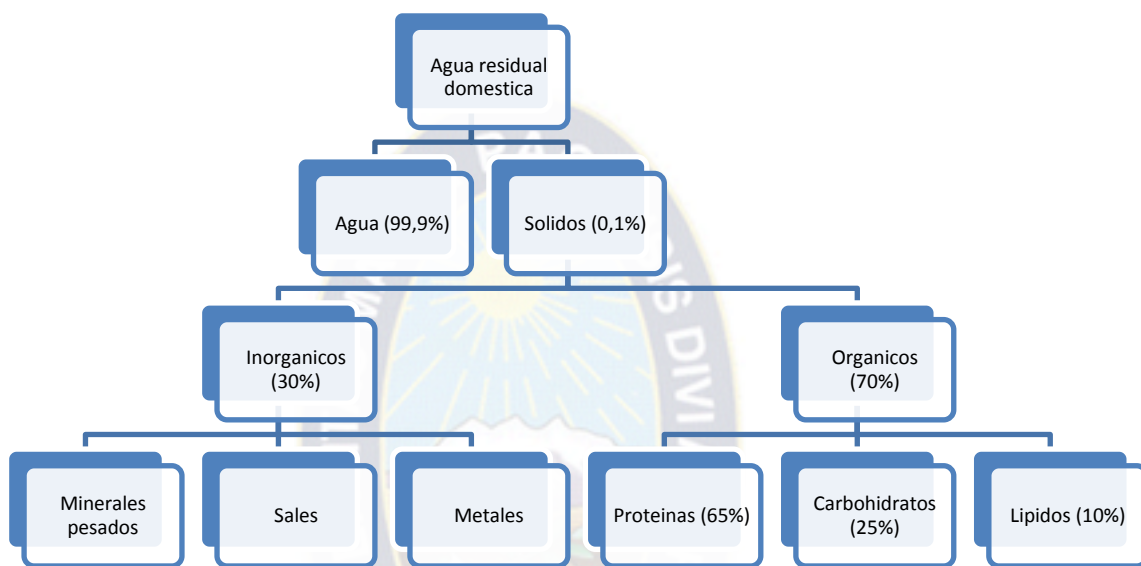 Agua residual
domestica
Agua (99,9%)
Solidos (0,1%)
Inorganicos
(30%)
Organicos
(70%)
Minerales
pesados
Sales
Metales
Proteinas (65%)
Carbohidratos
(25%)
Lipidos (10%)
DIVI